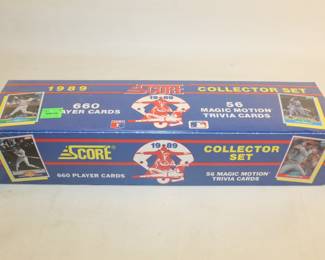 1989
SCORE
COLLECTOR SET
660
PLAYER CARDS
1989
56
MAGIC MOTION
TRIVIA CARDS
SCORE
1989
COLLECTOR
SET
660 PLAYER CARDS
56 MAGIC MOTION
TRIVIA CARDS